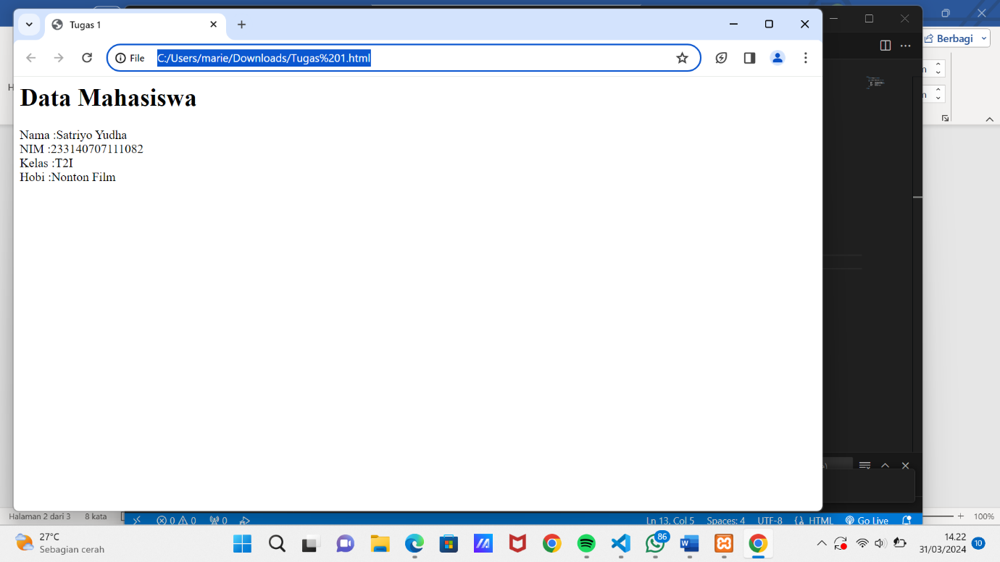 Tugas 1
Berbagi
File C:/Users/marie/Downloads/Tugas%201.html
Data Mahasiswa
Nama :Satriyo Yudha
NIM :233140707111082
Kelas :T2I
Hobi :Nonton Film
Halaman 2 dari 3 8 kata 0 0 0 Ln 13, Col 5 Spaces: 4 UTF-8 HTML Go Live 100%
27°C
Sebagian cerah
86
14.22
31/03/2024
10